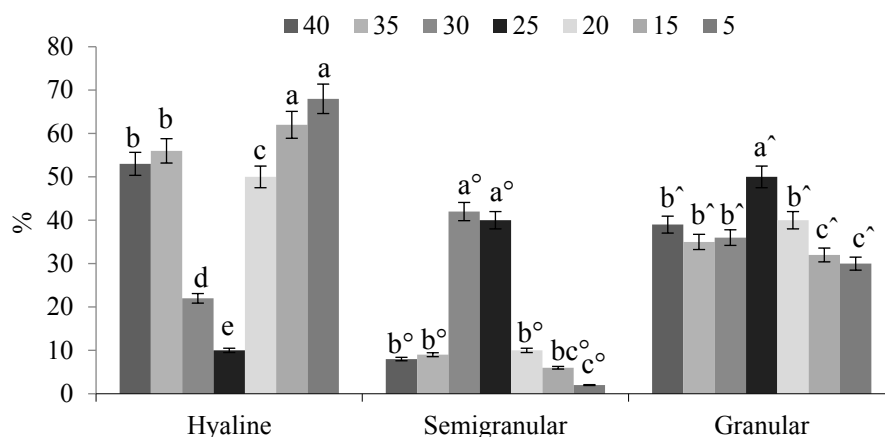 40 35 30 25 20 15 5
80
70
60
50
40
30
20
10
0
%
b b d e c a a
b° b° a° a° b° bc° c°
b^ b^ b^ a^ b^ c^ c^
Hyaline Semigranular Granular